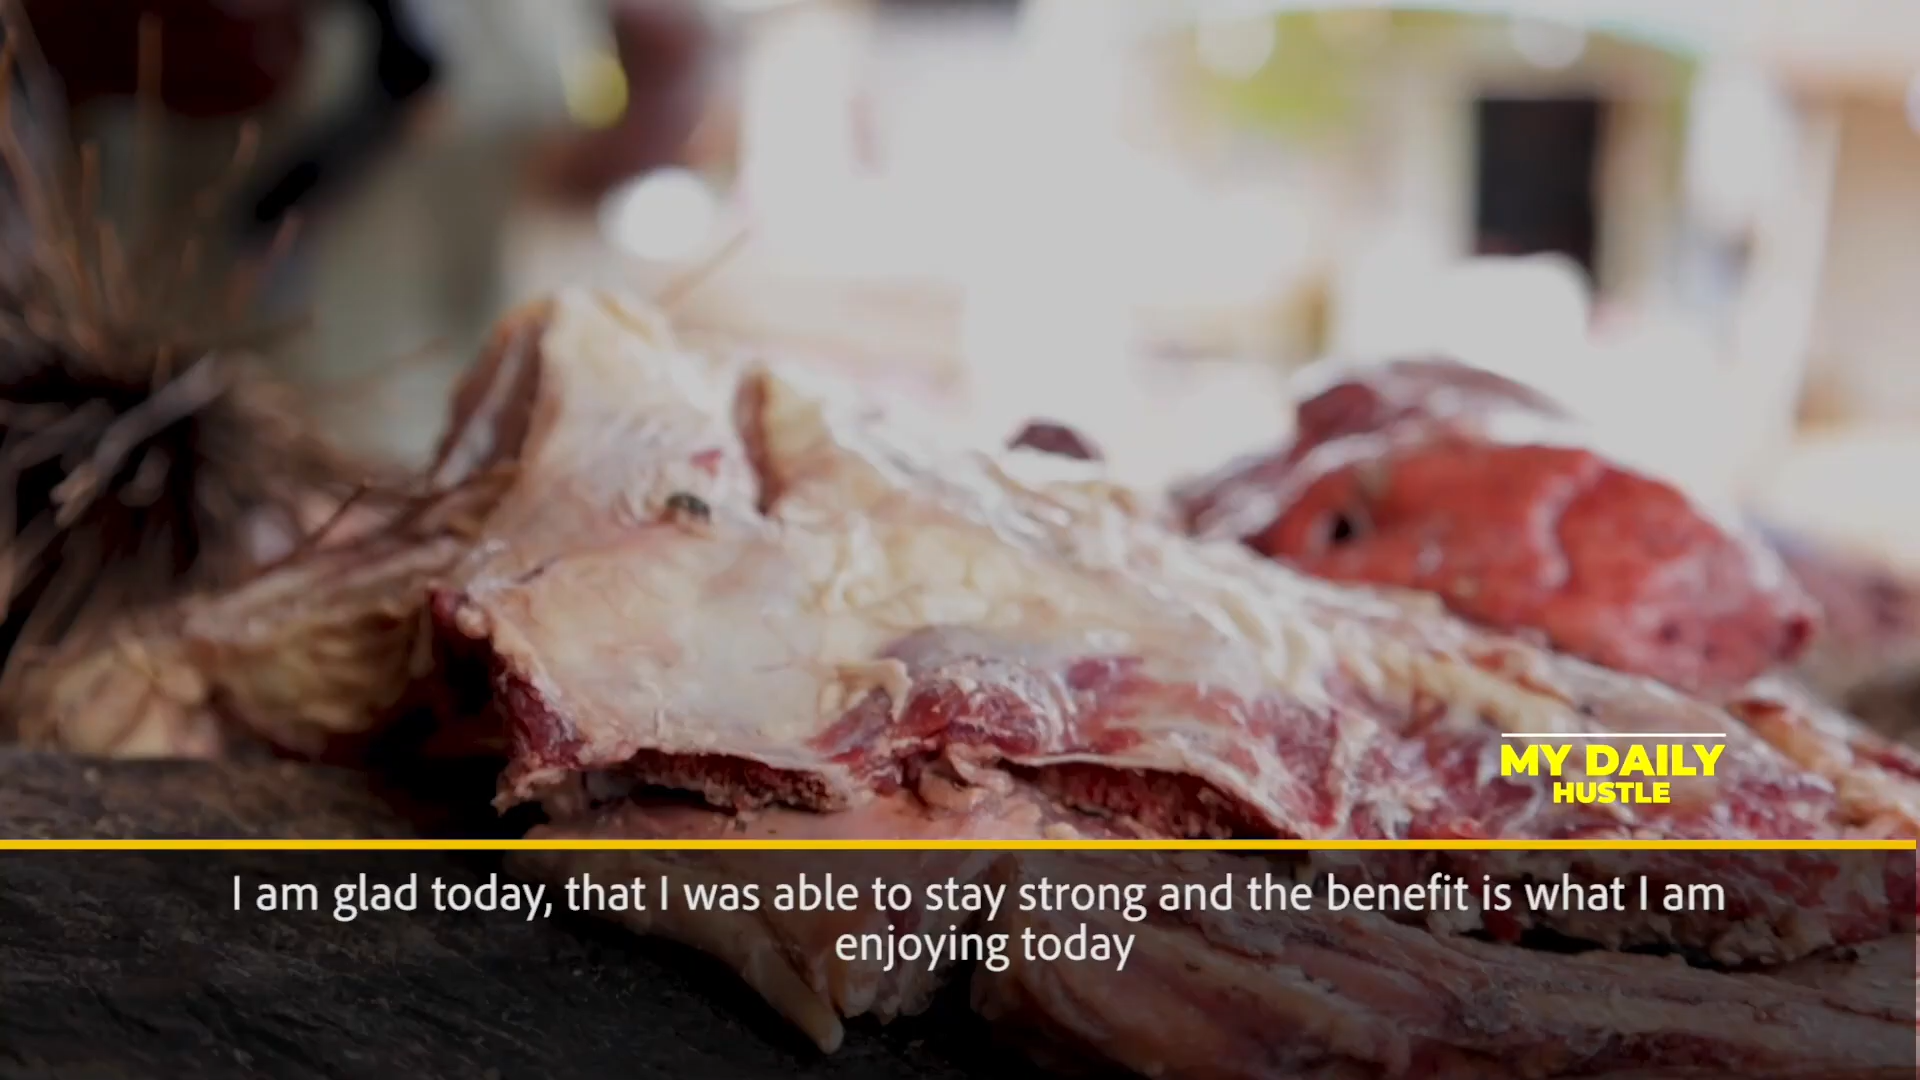 MY DAILY
HUSTLE
I am glad today, that I was able to stay strong and the benefit is what I am
enjoying today